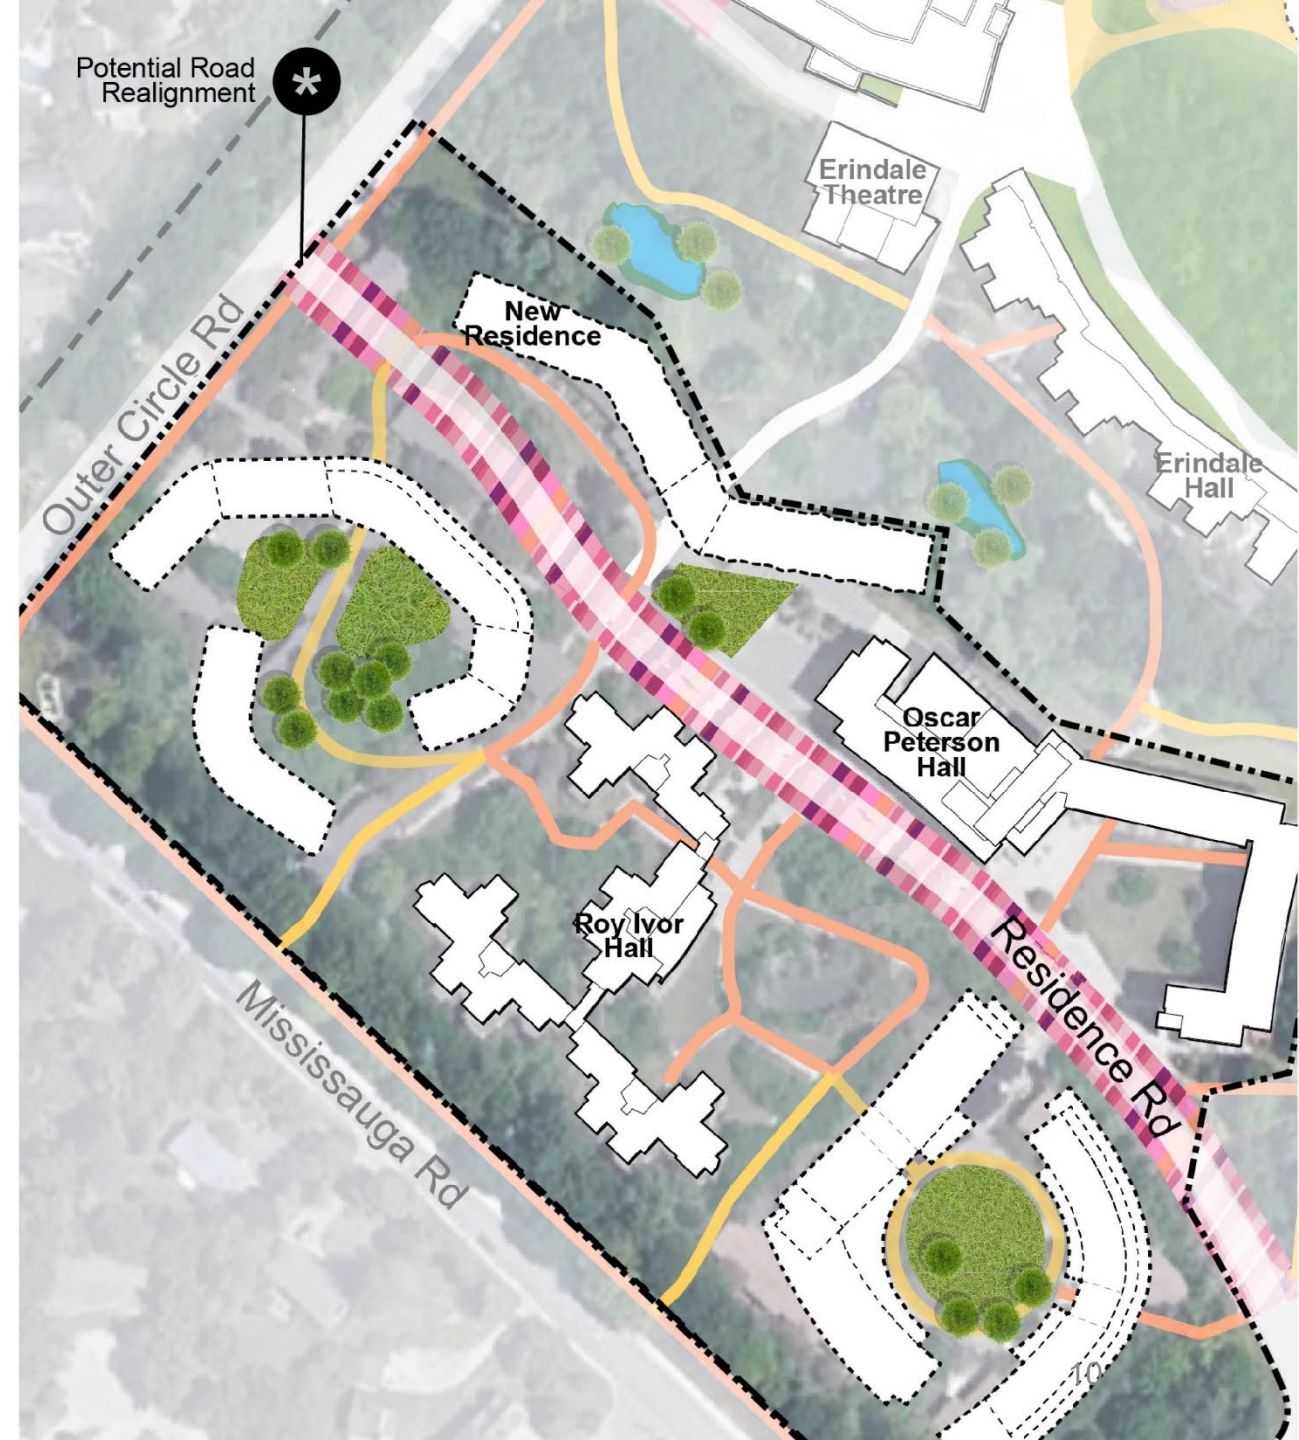 Potential Road
Realignment
*
Erindale
Theatre
New
Residence
Outer Circle Rd
Erindale
Hall
Oscar
Peterson
Hall
Roy Ivor
Hall
Residence Rd
Mississauga Rd
10